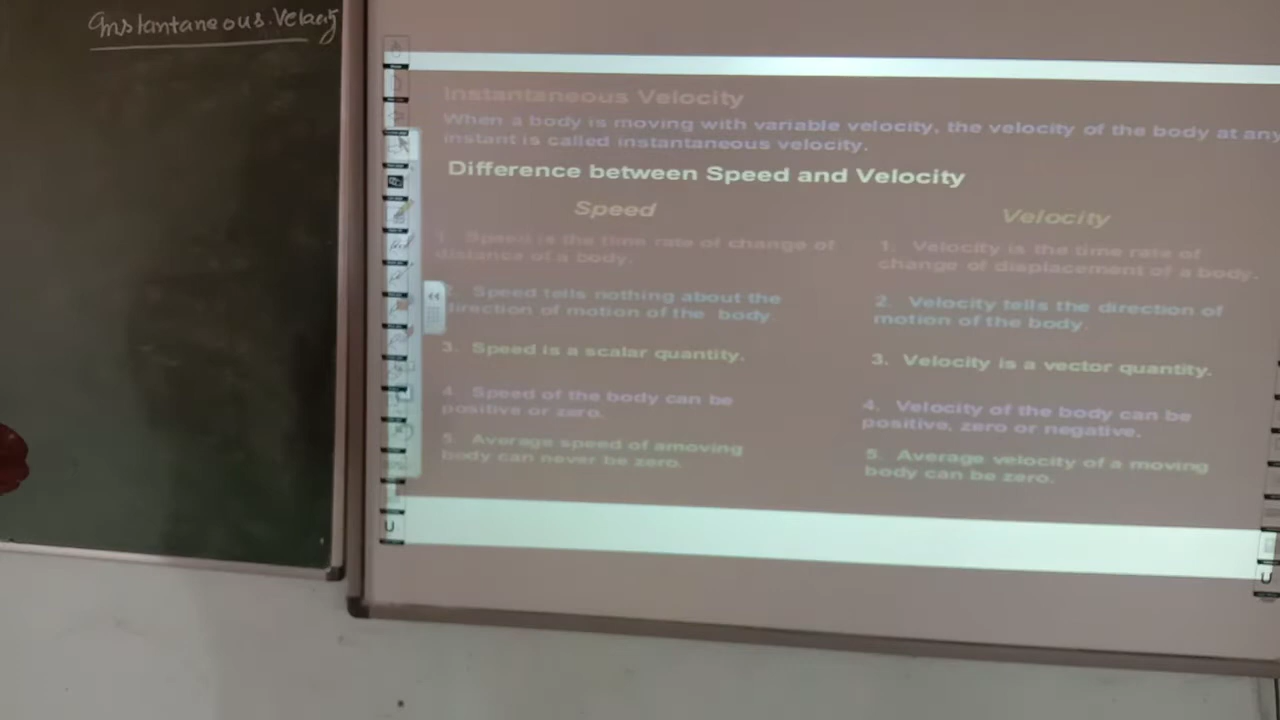 Instantaneous. Velocity
Instantaneous Velocity
When a body is moving with variable velocity, the velocity of the body at any
instant is called instantaneous velocity.
Difference between Speed and Velocity
Speed
1. Speed is the time rate of change of
distance of a body.
2. Speed tells nothing about the
direction of motion of the body.
3. Speed is a scalar quantity.
4. Speed of the body can be
positive or zero.
5. Average speed of amoving
body can never be zero.
Velocity
1. Velocity is the time rate of
change of displacement of a body.
2. Velocity tells the direction of
motion of the body.
3. Velocity is a vector quantity.
4. Velocity of the body can be
positive, zero or negative.
5. Average velocity of a moving
body can be zero.